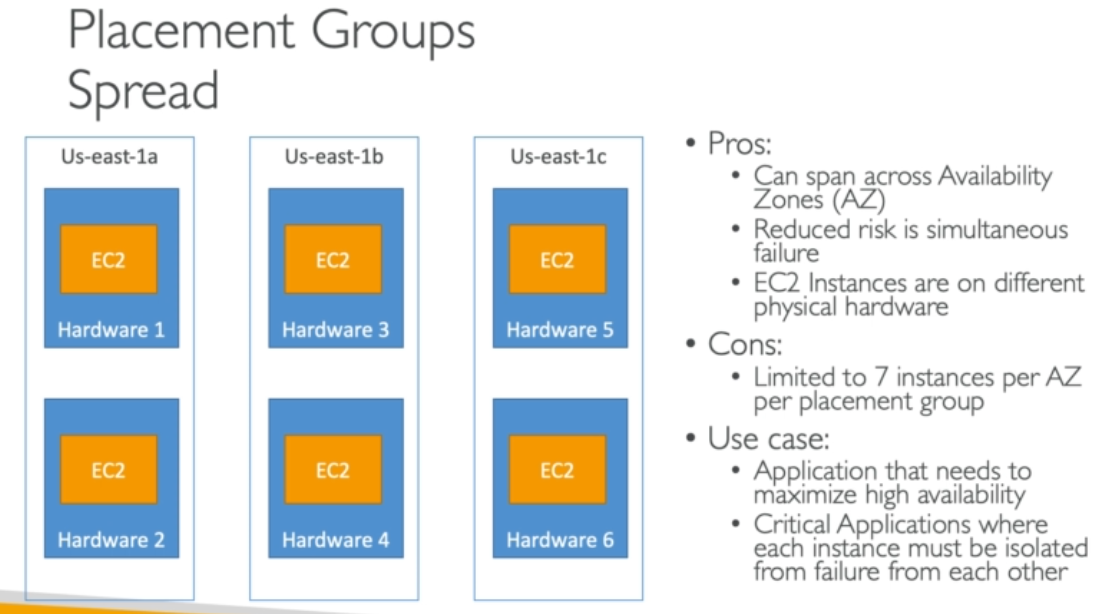 Placement Groups
Spread
Us-east-1a
EC2
Hardware 1
EC2
Hardware 2
Us-east-1b
EC2
Hardware 3
EC2
Hardware 4
Us-east-1c
EC2
Hardware 5
EC2
Hardware 6
• Pros:
• Can span across Availability
Zones (AZ)
• Reduced risk is simultaneous
failure
• EC2 Instances are on different
physical hardware
• Cons:
• Limited to 7 instances per AZ
per placement group
• Use case:
• Application that needs to
maximize high availability
• Critical Applications where
each instance must be isolated
from failure from each other